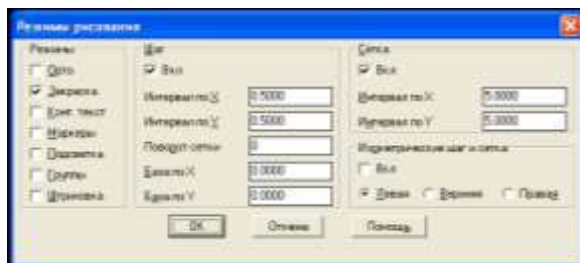 Режимы рисования
Режимы
Орто
Закраска
Конт. текст
Маркеры
Подсветка
Группы
Штриховка
Шаг
Вкл
Интервал по X 0.5000
Интервал по Y 0.5000
Поворот сетки 0
База по X 0.0000
База по Y 0.0000
Сетка
Вкл
Интервал по X 5.0000
Интервал по Y 5.0000
Изометрические шаг и сетка
Вкл
Левая Верхняя Правая
OK Отмена Помощь